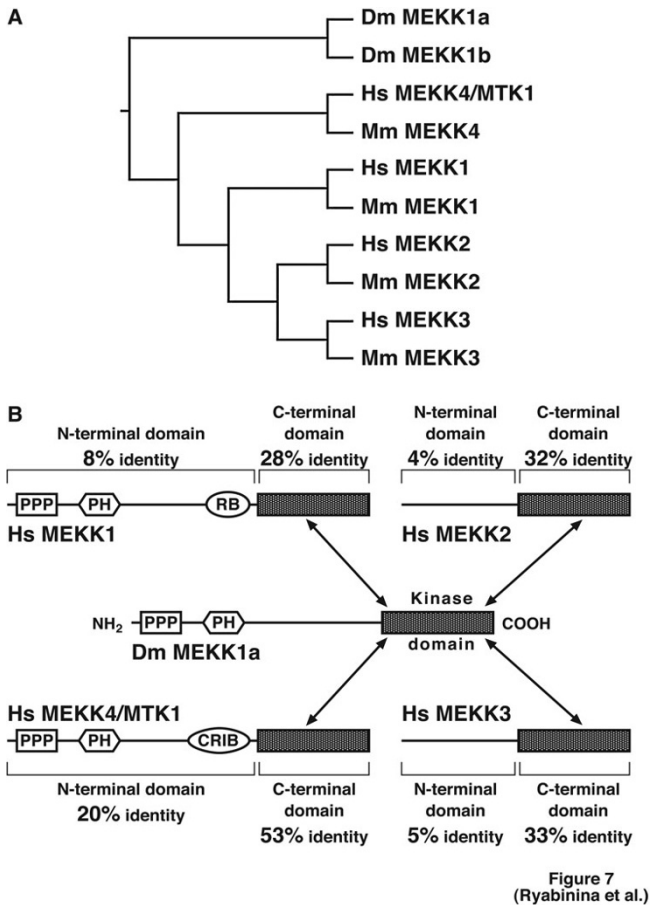 A
Dm MEKK1a
Dm MEKK1b
Hs MEKK4/MTK1
Mm MEKK4
Hs MEKK1
Mm MEKK1
Hs MEKK2
Mm MEKK2
Hs MEKK3
Mm MEKK3
B
N-terminal domain
8% identity
C-terminal
domain
28% identity
N-terminal
domain
4% identity
C-terminal
domain
32% identity
PPP PH RB
Hs MEKK1
Hs MEKK2
Kinase
NH2 PPP PH COOH
domain
Dm MEKK1a
Hs MEKK4/MTK1
Hs MEKK3
PPP PH CRIB
N-terminal domain
20% identity
C-terminal
domain
53% identity
N-terminal
domain
5% identity
C-terminal
domain
33% identity
Figure 7
(Ryabinina et al.)